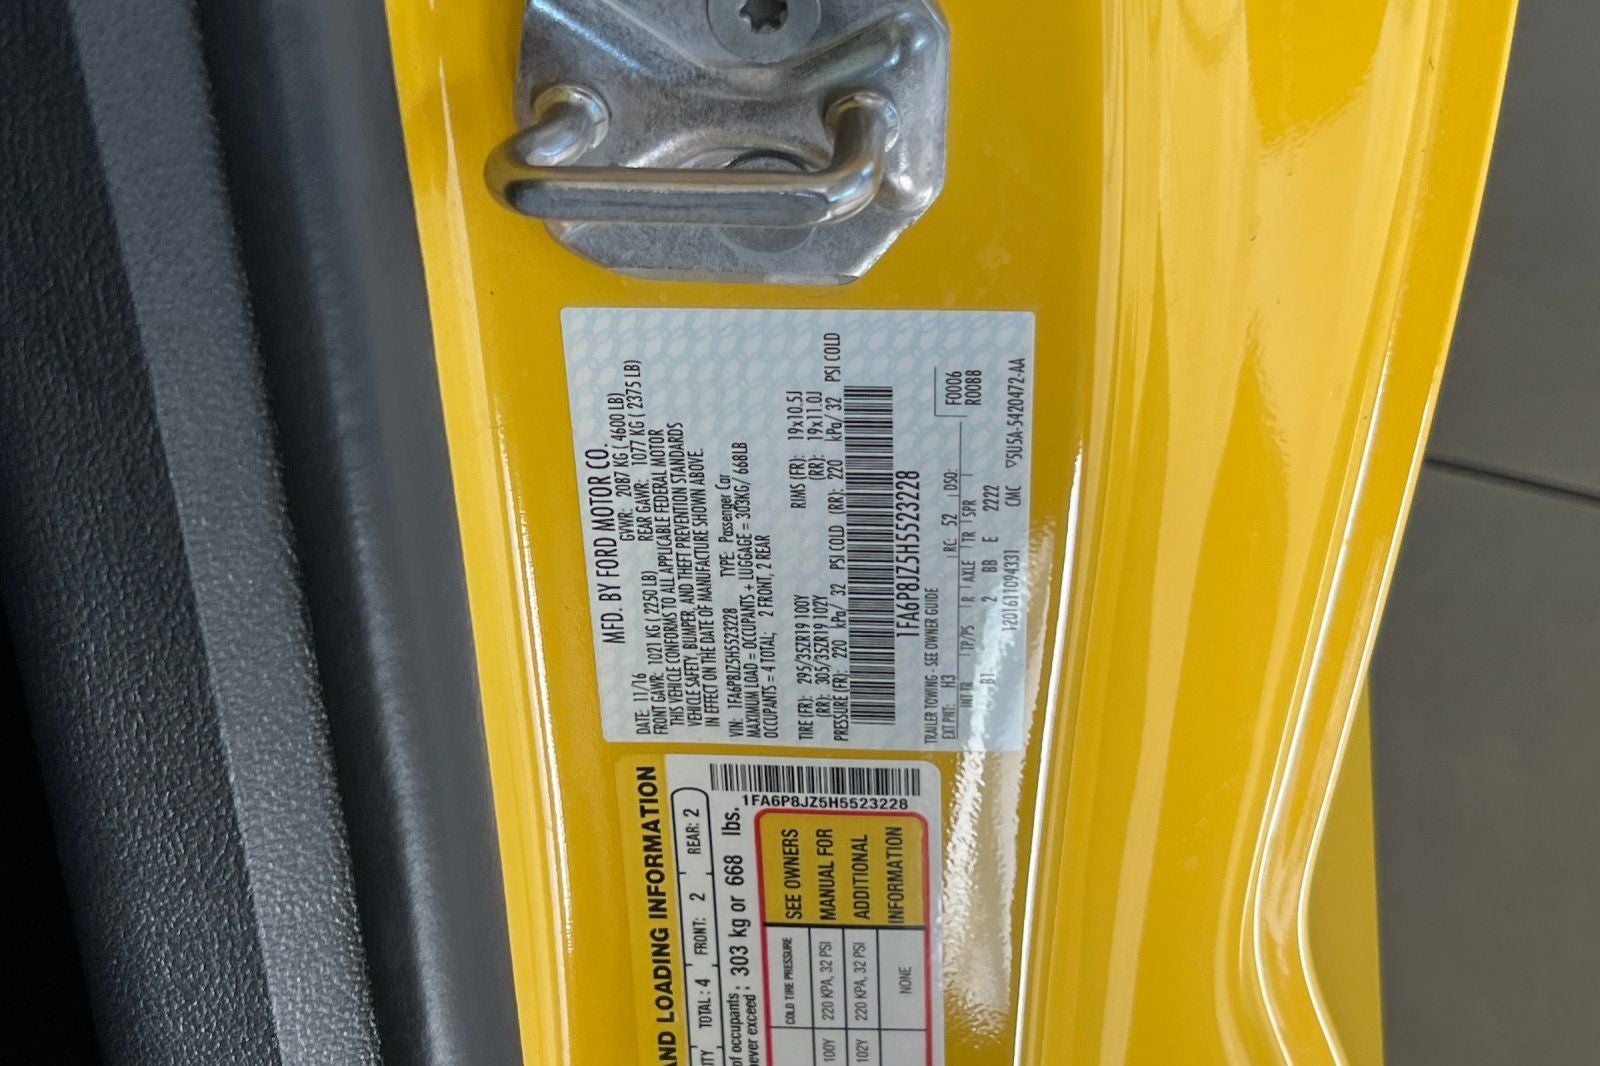 MFD. BY FORD MOTOR CO.
DATE: 11/16 GVWR: 2087 KG ( 4600 LB)
FRONT GAWR: 1021 KG ( 2250 LB) REAR GAWR: 1077 KG ( 2375 LB)
THIS VEHICLE CONFORMS TO ALL APPLICABLE FEDERAL MOTOR
VEHICLE SAFETY, BUMPER, AND THEFT PREVENTION STANDARDS
IN EFFECT ON THE DATE OF MANUFACTURE SHOWN ABOVE
VIN: 1FA6P8JZ5H5523228 TYPE: Passenger Car
MAXIMUM LOAD = OCCUPANTS + LUGGAGE = 303KG/ 668LB
OCCUPANTS = 4 TOTAL; 2 FRONT, 2 REAR
TIRE (FR): 295/35ZR19 100Y RIMS (FR): 19x10.5J
(RR): 305/35ZR19 102Y (RR): 19x11.0J
PRESSURE (FR): 220 kPa/ 32 PSI COLD (RR): 220 kPa/ 32 PSI COLD
1FA6P8JZ5H5523228
TRAILER TOWING - SEE OWNER GUIDE F0006
EXT PNT: H3 RC: 52 DSO: R0088
INT TR TP/PS R AXLE TR SPR
B1 2 BB E 2222
12016110943​31 CMC ▽5U5A-5420472-AA
AND LOADING INFORMATION
TOTAL : 4 FRONT: 2 REAR: 2
of occupants
never exceed : 303 kg or 668 lbs.
1FA6P8JZ5H5523228
COLD TIRE PRESSURE
100Y 220 KPA, 32 PSI
102Y 220 KPA, 32 PSI
NONE
SEE OWNERS
MANUAL FOR
ADDITIONAL
INFORMATION